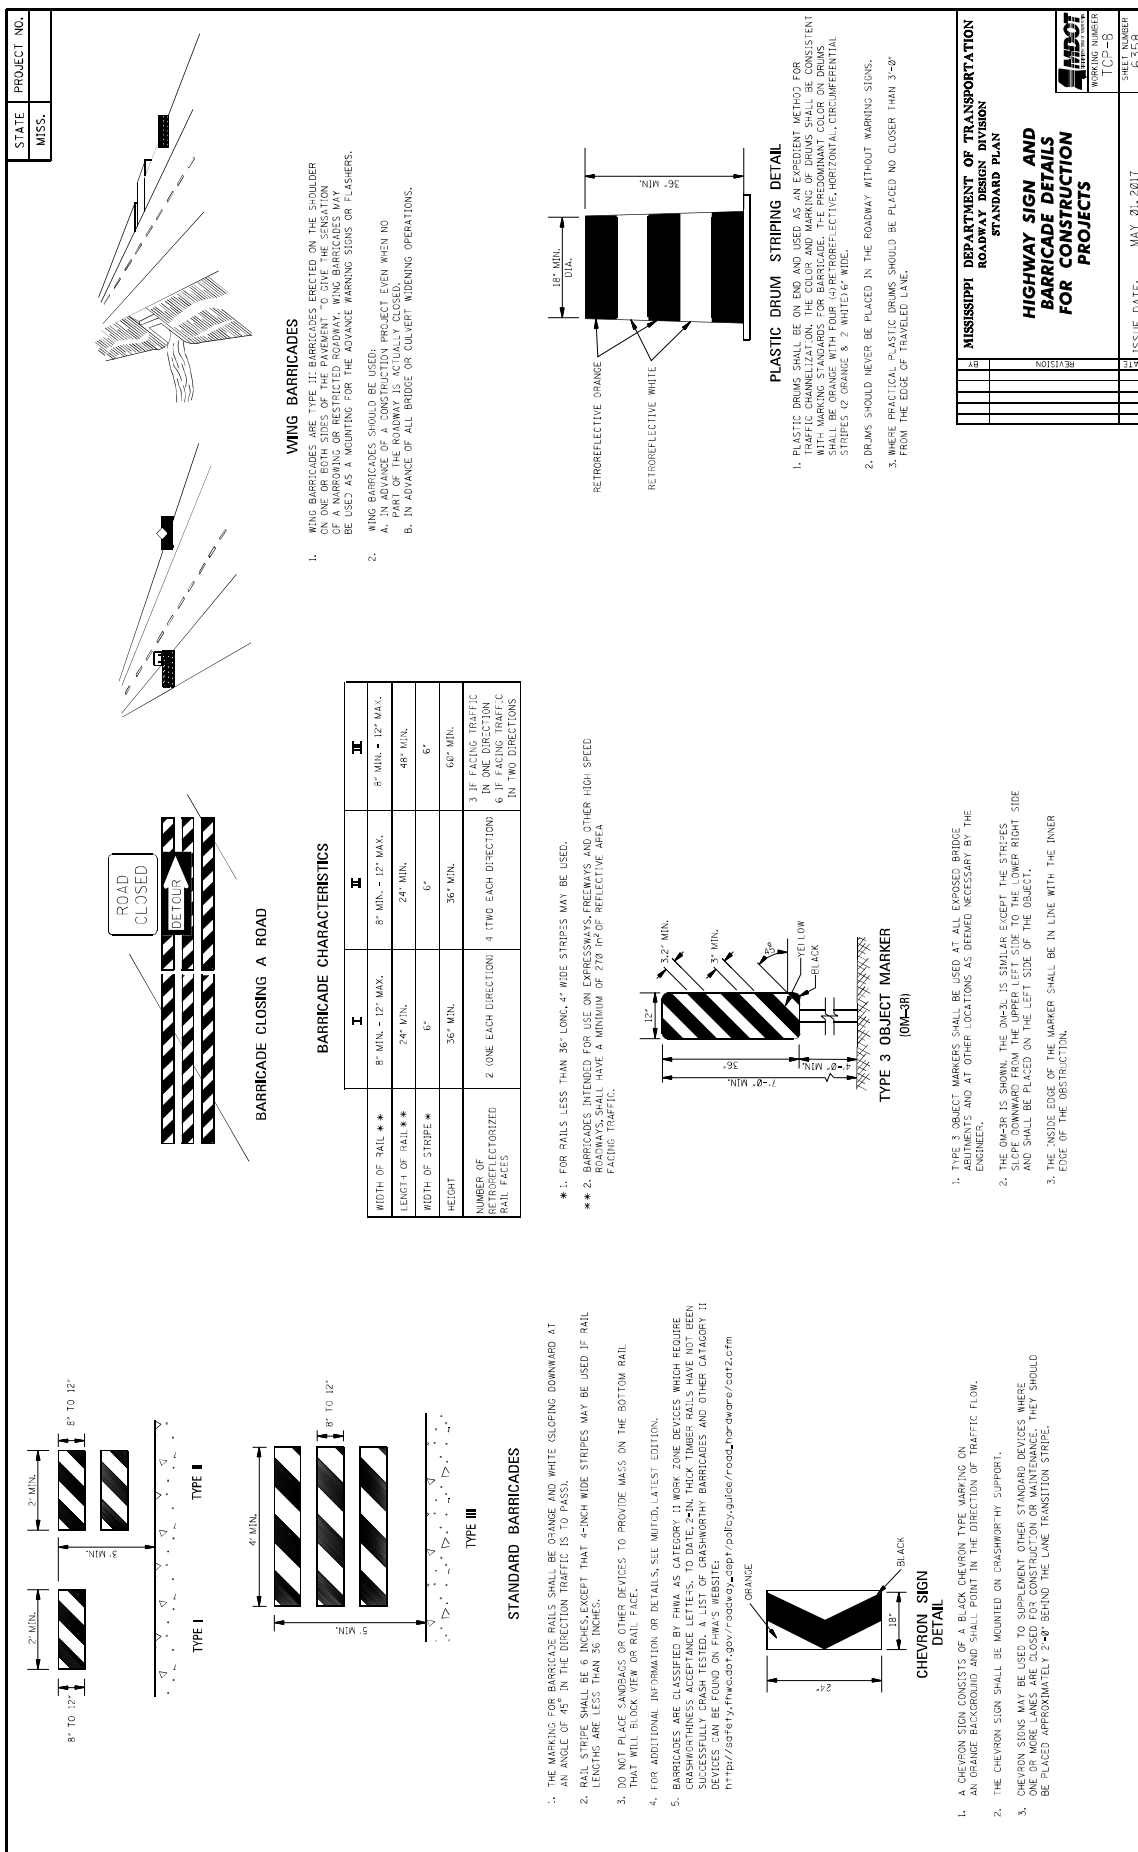 STATE PROJECT NO.
MISS.
8" TO 12"
2' MIN.
TYPE I
3' MIN.
2' MIN.
8" TO 12"
TYPE II
4' MIN.
5' MIN.
8" TO 12"
TYPE III
STANDARD BARRICADES
1. THE MARKING FOR BARRICADE RAILS SHALL BE ORANGE AND WHITE (SLOPING DOWNWARD AT
AN ANGLE OF 45° IN THE DIRECTION TRAFFIC IS TO PASS).
2. RAIL STRIPE SHALL BE 6 INCHES, EXCEPT THAT 4-INCH WIDE STRIPES MAY BE USED IF RAIL
LENGTHS ARE LESS THAN 36 INCHES.
3. DO NOT PLACE SANDBAGS OR OTHER DEVICES TO PROVIDE MASS ON THE BOTTOM RAIL
THAT WILL BLOCK VIEW OR RAIL FACE.
4. FOR ADDITIONAL INFORMATION OR DETAILS, SEE MUTCD, LATEST EDITION.
5. BARRICADES ARE CLASSIFIED BY FHWA AS CATEGORY II WORK ZONE DEVICES WHICH REQUIRE
CRASHWORTHINESS ACCEPTANCE LETTERS. TO DATE, 2-IN. THICK TIMBER RAILS HAVE NOT BEEN
SUCCESSFULLY CRASH TESTED. A LIST OF CRASHWORTHY BARRICADES AND OTHER CATAGORY II
DEVICES CAN BE FOUND ON FHWA'S WEBSITE:
http://safety.fhwa.dot.gov/roadway_dept/policy_guide/road_hardware/cat2.cfm
ORANGE
BLACK
24"
18"
CHEVRON SIGN
DETAIL
1. A CHEVRON SIGN CONSISTS OF A BLACK CHEVRON TYPE MARKING ON
AN ORANGE BACKGROUND AND SHALL POINT IN THE DIRECTION OF TRAFFIC FLOW.
2. THE CHEVRON SIGN SHALL BE MOUNTED ON CRASHWORTHY SUPPORT.
3. CHEVRON SIGNS MAY BE USED TO SUPPLEMENT OTHER STANDARD DEVICES WHERE
ONE OR MORE LANES ARE CLOSED FOR CONSTRUCTION OR MAINTENANCE. THEY SHOULD
BE PLACED APPROXIMATELY 2'-0" BEHIND THE LANE TRANSITION STRIPE.
ROAD
CLOSED
DETOUR
BARRICADE CLOSING A ROAD
BARRICADE CHARACTERISTICS
I II III
WIDTH OF RAIL ** 8" MIN. - 12" MAX. 8" MIN. - 12" MAX. 8" MIN. - 12" MAX.
LENGTH OF RAIL ** 24" MIN. 24" MIN. 48" MIN.
WIDTH OF STRIPE * 6" 6" 6"
HEIGHT 36" MIN. 36" MIN. 60" MIN.
NUMBER OF RETROREFLECTORIZED RAIL FACES 2 (ONE EACH DIRECTION) 4 (TWO EACH DIRECTION) 3 IF FACING TRAFFIC IN ONE DIRECTION 6 IF FACING TRAFFIC IN TWO DIRECTIONS
* 1. FOR RAILS LESS THAN 36" LONG, 4" WIDE STRIPES MAY BE USED.
** 2. BARRICADES INTENDED FOR USE ON EXPRESSWAYS, FREEWAYS AND OTHER HIGH SPEED
ROADWAYS, SHALL HAVE A MINIMUM OF 270 in² OF REFLECTIVE AREA
FACING TRAFFIC.
12"
3.2" MIN.
3" MIN.
45°
YELLOW
BLACK
36"
4'-0" MIN.
7'-0" MIN.
TYPE 3 OBJECT MARKER
(OM-3R)
1. TYPE 3 OBJECT MARKERS SHALL BE USED AT ALL EXPOSED BRIDGE
ABUTMENTS AND AT OTHER LOCATIONS AS DEEMED NECESSARY BY THE
ENGINEER.
2. THE OM-3R IS SHOWN. THE OM-3L IS SIMILAR EXCEPT THE STRIPES
SLOPE DOWNWARD FROM THE UPPER LEFT SIDE TO THE LOWER RIGHT SIDE
AND SHALL BE PLACED ON THE LEFT SIDE OF THE OBJECT.
3. THE INSIDE EDGE OF THE MARKER SHALL BE IN LINE WITH THE INNER
EDGE OF THE OBSTRUCTION.
WING BARRICADES
1. WING BARRICADES ARE TYPE III BARRICADES ERECTED ON THE SHOULDER
ON ONE OR BOTH SIDES OF THE PAVEMENT TO GIVE THE SENSATION
OF A NARROWING OR RESTRICTED ROADWAY. WING BARRICADES MAY
BE USED AS A MOUNTING FOR THE ADVANCE WARNING SIGNS OR FLASHERS.
2. WING BARRICADES SHOULD BE USED:
A. IN ADVANCE OF A CONSTRUCTION PROJECT EVEN WHEN NO
PART OF THE ROADWAY IS ACTUALLY CLOSED.
B. IN ADVANCE OF ALL BRIDGE OR CULVERT WIDENING OPERATIONS.
18" MIN.
DIA.
36" MIN.
RETROREFLECTIVE ORANGE
RETROREFLECTIVE WHITE
PLASTIC DRUM STRIPING DETAIL
1. PLASTIC DRUMS SHALL BE ON END AND USED AS AN EXPEDIENT METHOD FOR
TRAFFIC CHANNELIZATION. THE COLOR AND MARKING OF DRUMS SHALL BE CONSISTENT
WITH MARKING STANDARDS FOR BARRICADE. THE PREDOMINANT COLOR ON DRUMS
SHALL BE ORANGE WITH FOUR (4) RETROREFLECTIVE, HORIZONTAL, CIRCUMFERENTIAL
STRIPES (2 ORANGE & 2 WHITE) 6" WIDE.
2. DRUMS SHOULD NEVER BE PLACED IN THE ROADWAY WITHOUT WARNING SIGNS.
3. WHERE PRACTICAL PLASTIC DRUMS SHOULD BE PLACED NO CLOSER THAN 3'-0"
FROM THE EDGE OF TRAVELED LANE.
BY
REVISION
DATE
MISSISSIPPI DEPARTMENT OF TRANSPORTATION
ROADWAY DESIGN DIVISION
STANDARD PLAN
HIGHWAY SIGN AND
BARRICADE DETAILS
FOR CONSTRUCTION
PROJECTS
ISSUE DATE: MAY 01, 2017
MDOT
WORKING NUMBER
TCP-8
SHEET NUMBER
6358